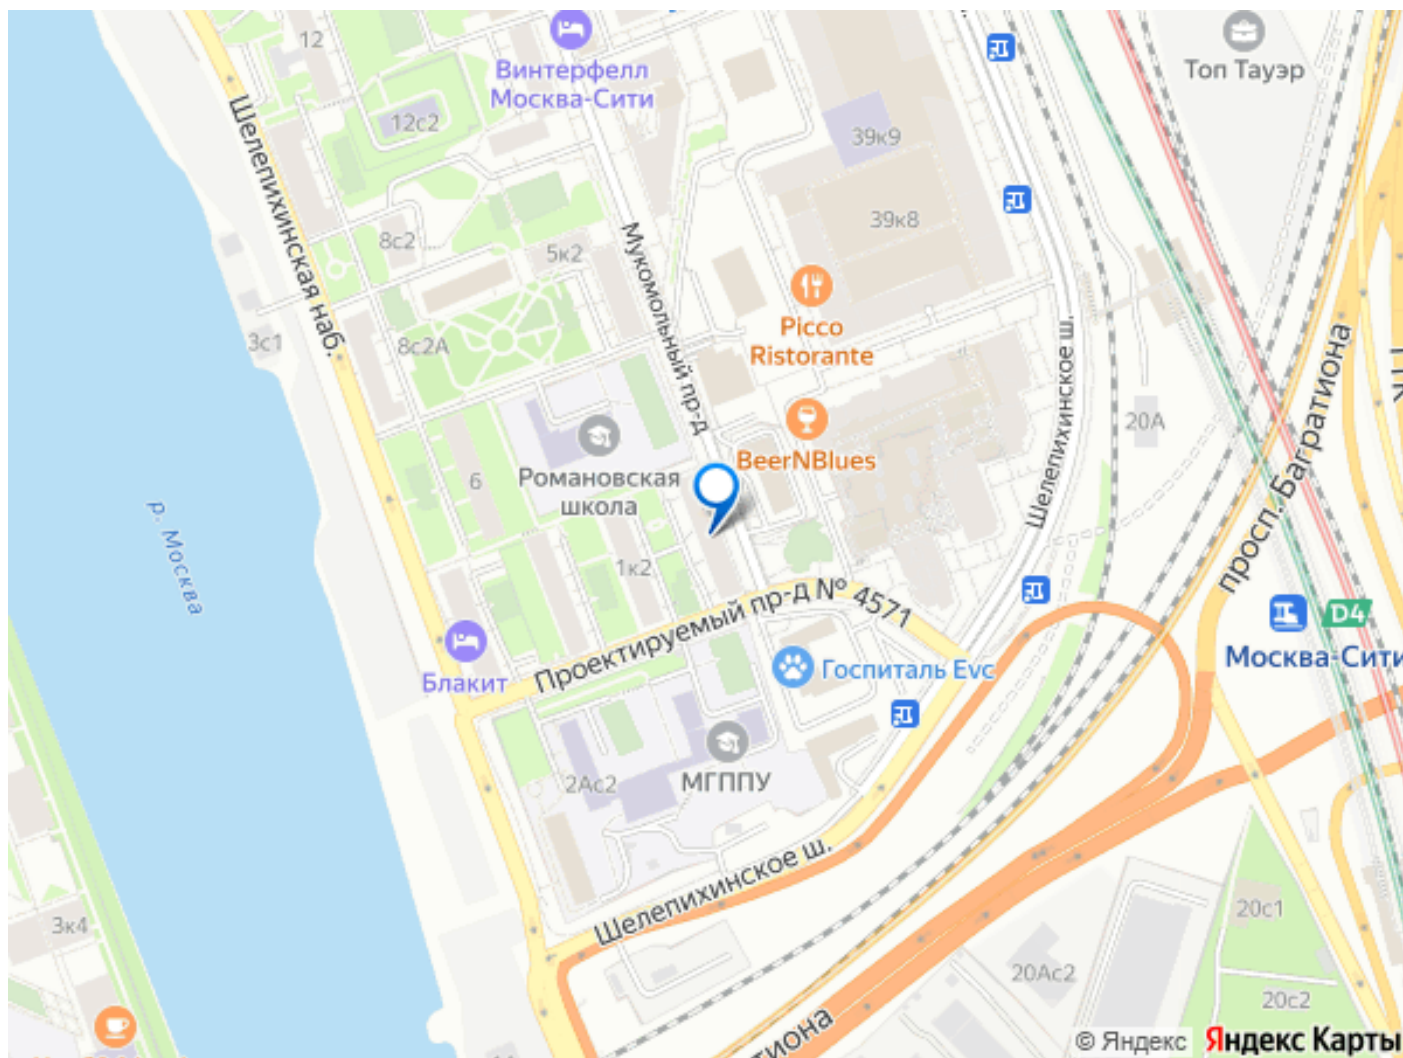 12
Винтерфелл
Москва-Сити
Топ Тауэр
12с2
39к9
Шелепихинская наб.
39к8
8с2
5к2
Мукомольный пр-д
Picco
Ristorante
3с1
8с2А
Шелепихинское ш.
просп. Багратиона
20А
BeerNBlues
Романовская
школа
6
р. Москва
1к2
Проектируемый пр-д № 4571
D4
Москва-Сити
Блакит
Госпиталь Evc
МГППУ
2Ас2
Шелепихинское ш.
3к4
20с1
20Ас2
20с2
© Яндекс
Яндекс Карты